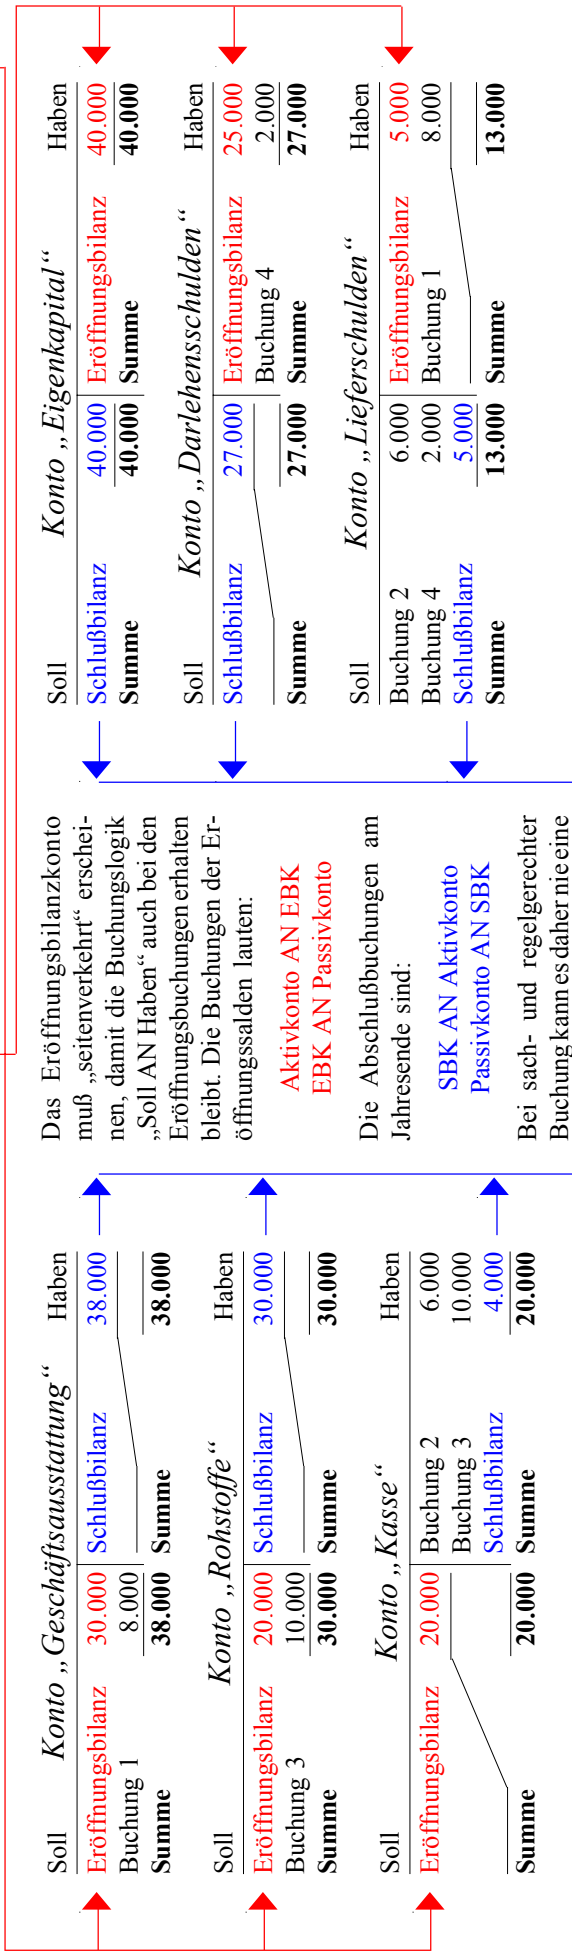 Konto „Geschäftsausstattung“
Soll Haben
Eröffnungsbilanz 30.000 Schlußbilanz 38.000
Buchung 1 8.000
Summe 38.000 Summe 38.000
Konto „Rohstoffe“
Soll Haben
Eröffnungsbilanz 20.000 Schlußbilanz 30.000
Buchung 3 10.000
Summe 30.000 Summe 30.000
Konto „Kasse“
Soll Haben
Eröffnungsbilanz 20.000 Buchung 2 6.000
Buchung 3 10.000
Schlußbilanz 4.000
Summe 20.000 Summe 20.000
Das Eröffnungsbilanzkonto
muß „seitenverkehrt“ erschei-
nen, damit die Buchungslogik
„Soll AN Haben“ auch bei den
Eröffnungsbuchungen erhalten
bleibt. Die Buchungen der Er-
öffnungssalden lauten:
Aktivkonto AN EBK
EBK AN Passivkonto
Die Abschlußbuchungen am
Jahresende sind:
SBK AN Aktivkonto
Passivkonto AN SBK
Bei sach- und regelgerechter
Buchung kann es daher nie eine
Konto „Eigenkapital“
Soll Haben
Schlußbilanz 40.000 Eröffnungsbilanz 40.000
Summe 40.000 Summe 40.000
Konto „Darlehensschulden“
Soll Haben
Schlußbilanz 27.000 Eröffnungsbilanz 25.000
Buchung 4 2.000
Summe 27.000 Summe 27.000
Konto „Lieferschulden“
Soll Haben
Buchung 2 6.000 Eröffnungsbilanz 5.000
Buchung 4 2.000 Buchung 1 8.000
Schlußbilanz 5.000
Summe 13.000 Summe 13.000